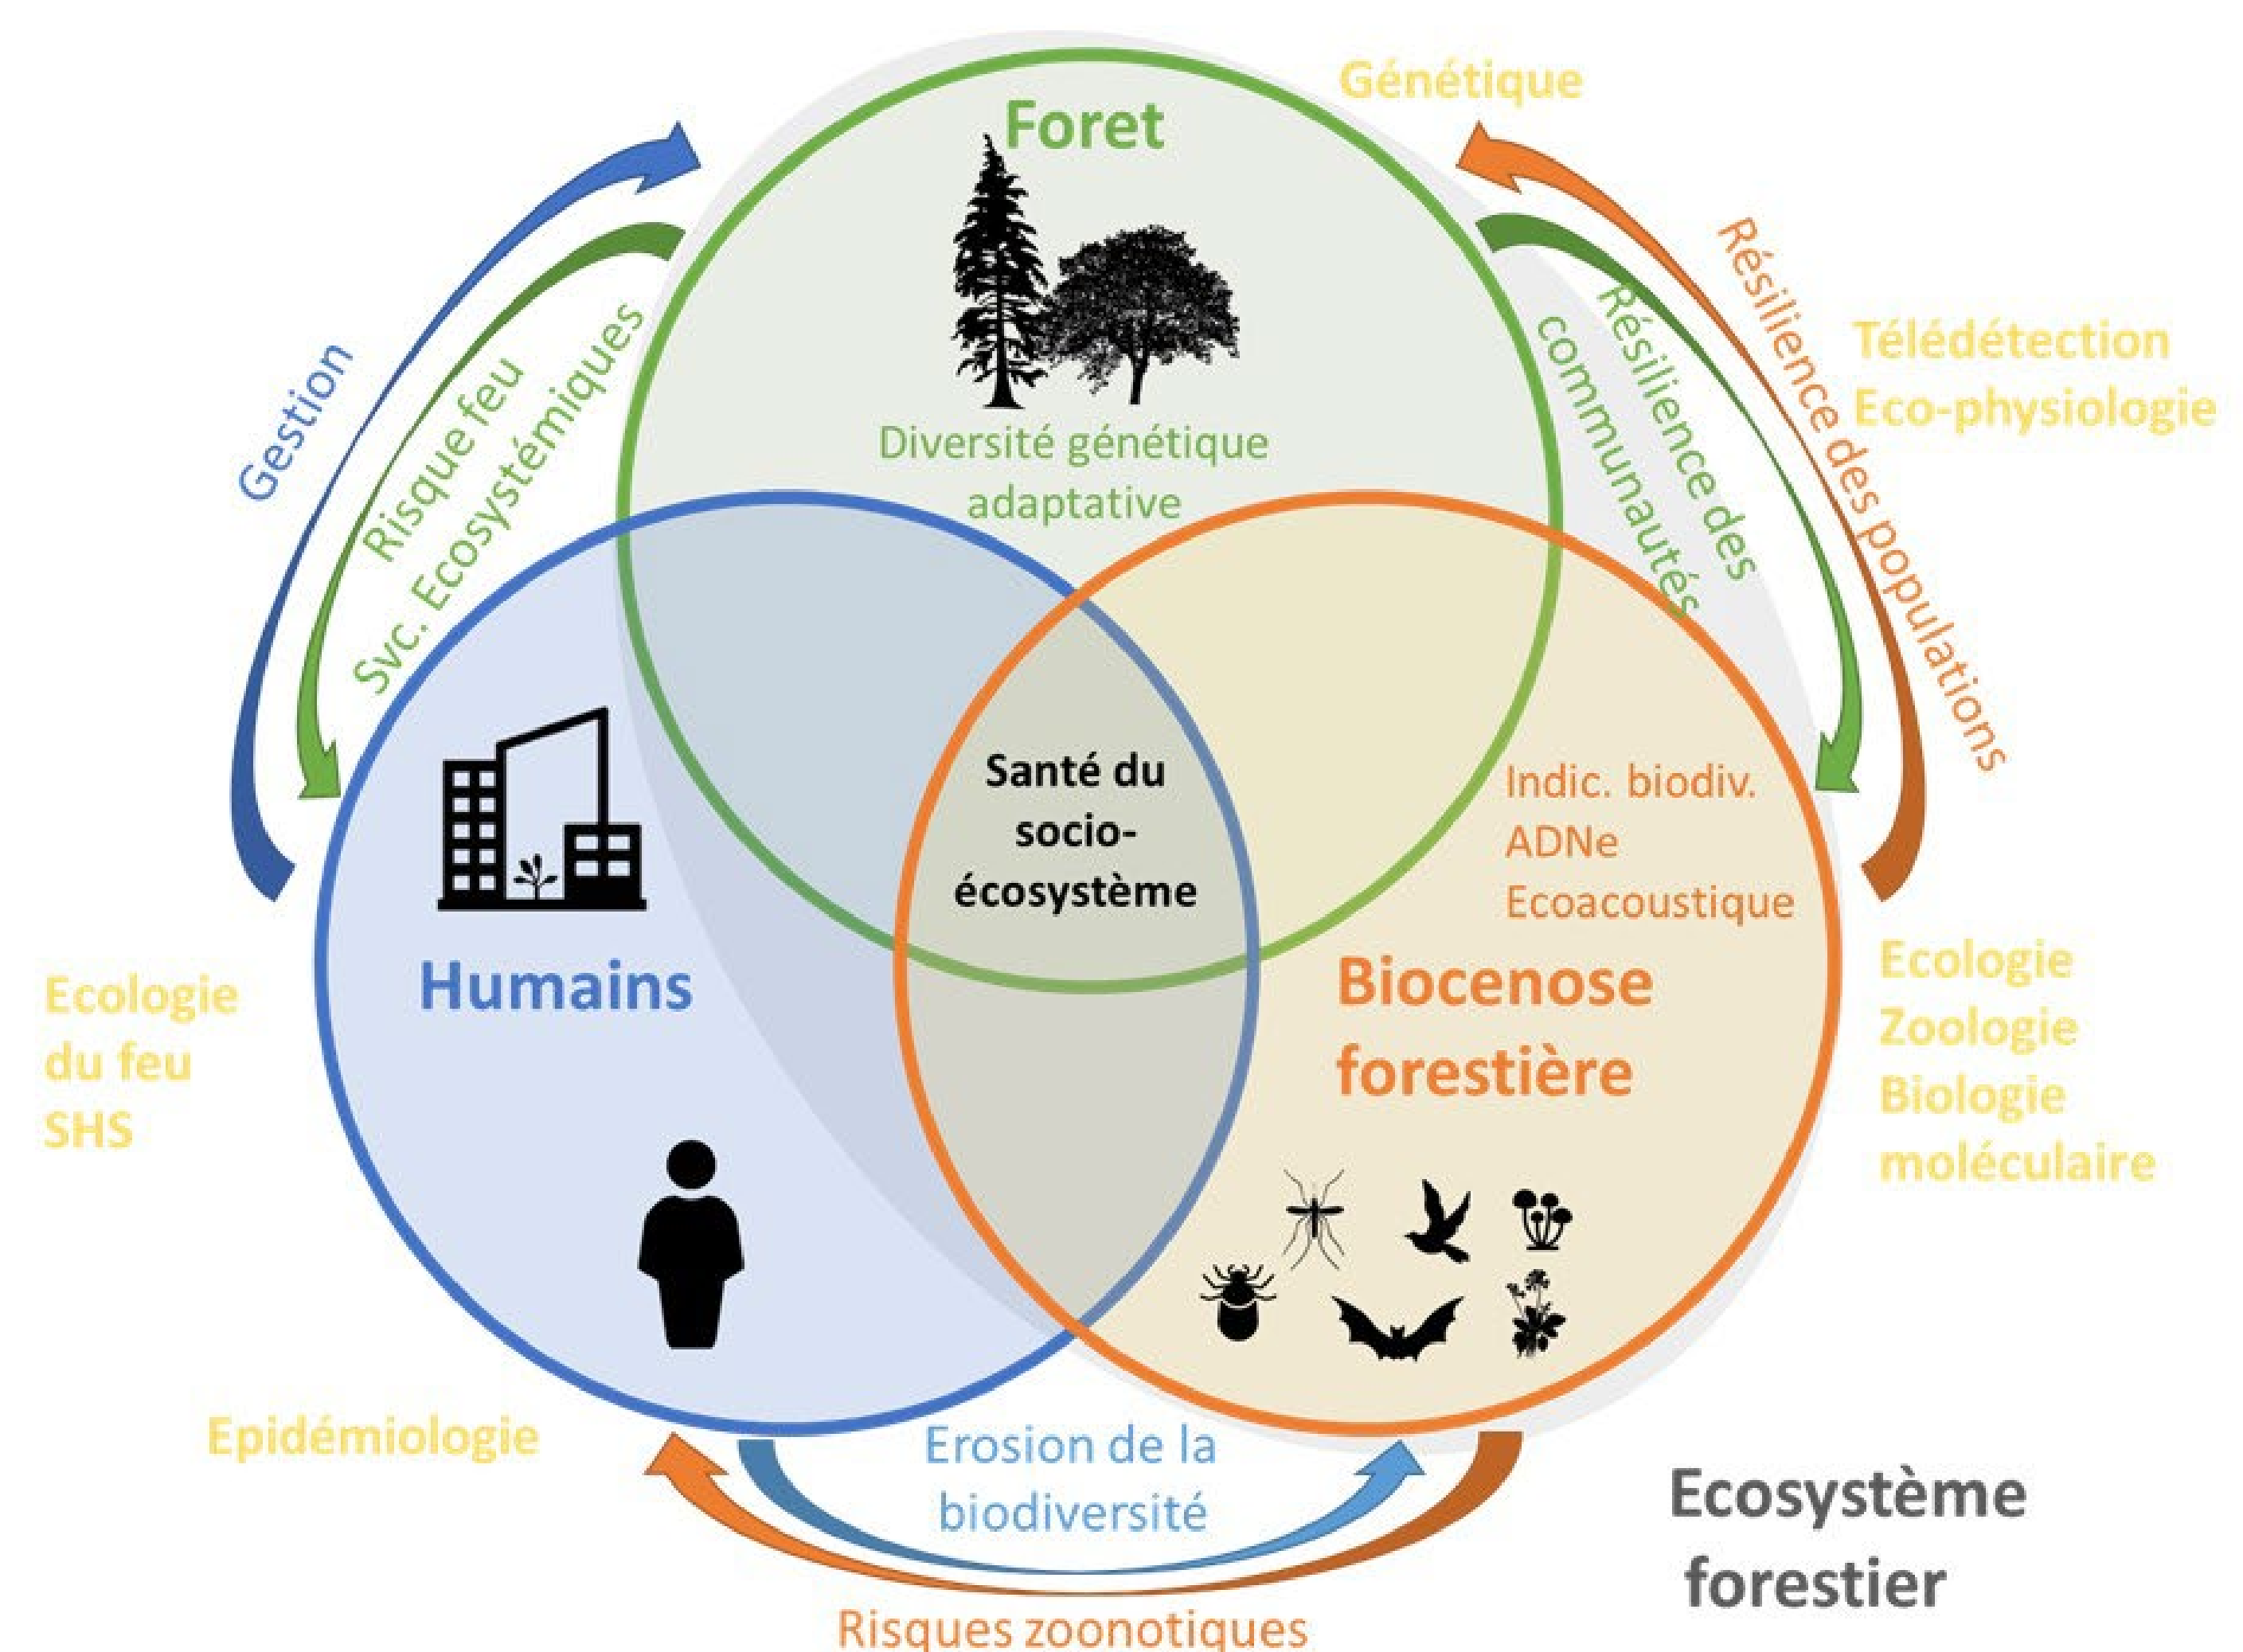 Génétique
Foret
Diversité génétique
adaptative
Gestion
Risque feu
Svc. Ecosystémiques
Résilience des
communautés
Résilience des populations
Télédétection
Eco-physiologie
Santé du
socio-
écosystème
Indic. biodiv.
ADNe
Ecoacoustique
Humains
Biocenose
forestière
Ecologie
du feu
SHS
Ecologie
Zoologie
Biologie
moléculaire
Epidémiologie
Erosion de la
biodiversité
Risques zoonotiques
Ecosystème
forestier